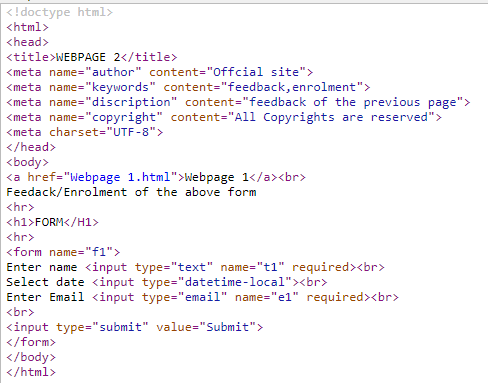 <!doctype html>
<html>
<head>
<title>WEBPAGE 2</title>
<meta name="author" content="Offcial site">
<meta name="keywords" content="feedback,enrolment">
<meta name="discription" content="feedback of the previous page">
<meta name="copyright" content="All Copyrights are reserved">
<meta charset="UTF-8">
</head>
<body>
<a href="Webpage 1.html">Webpage 1</a><br>
Feedack/Enrolment of the above form
<hr>
<h1>FORM</H1>
<hr>
<form name="f1">
Enter name <input type="text" name="t1" required><br>
Select date <input type="datetime-local"><br>
Enter Email <input type="email" name="e1" required><br>
<br>
<input type="submit" value="Submit">
</form>
</body>
</html>